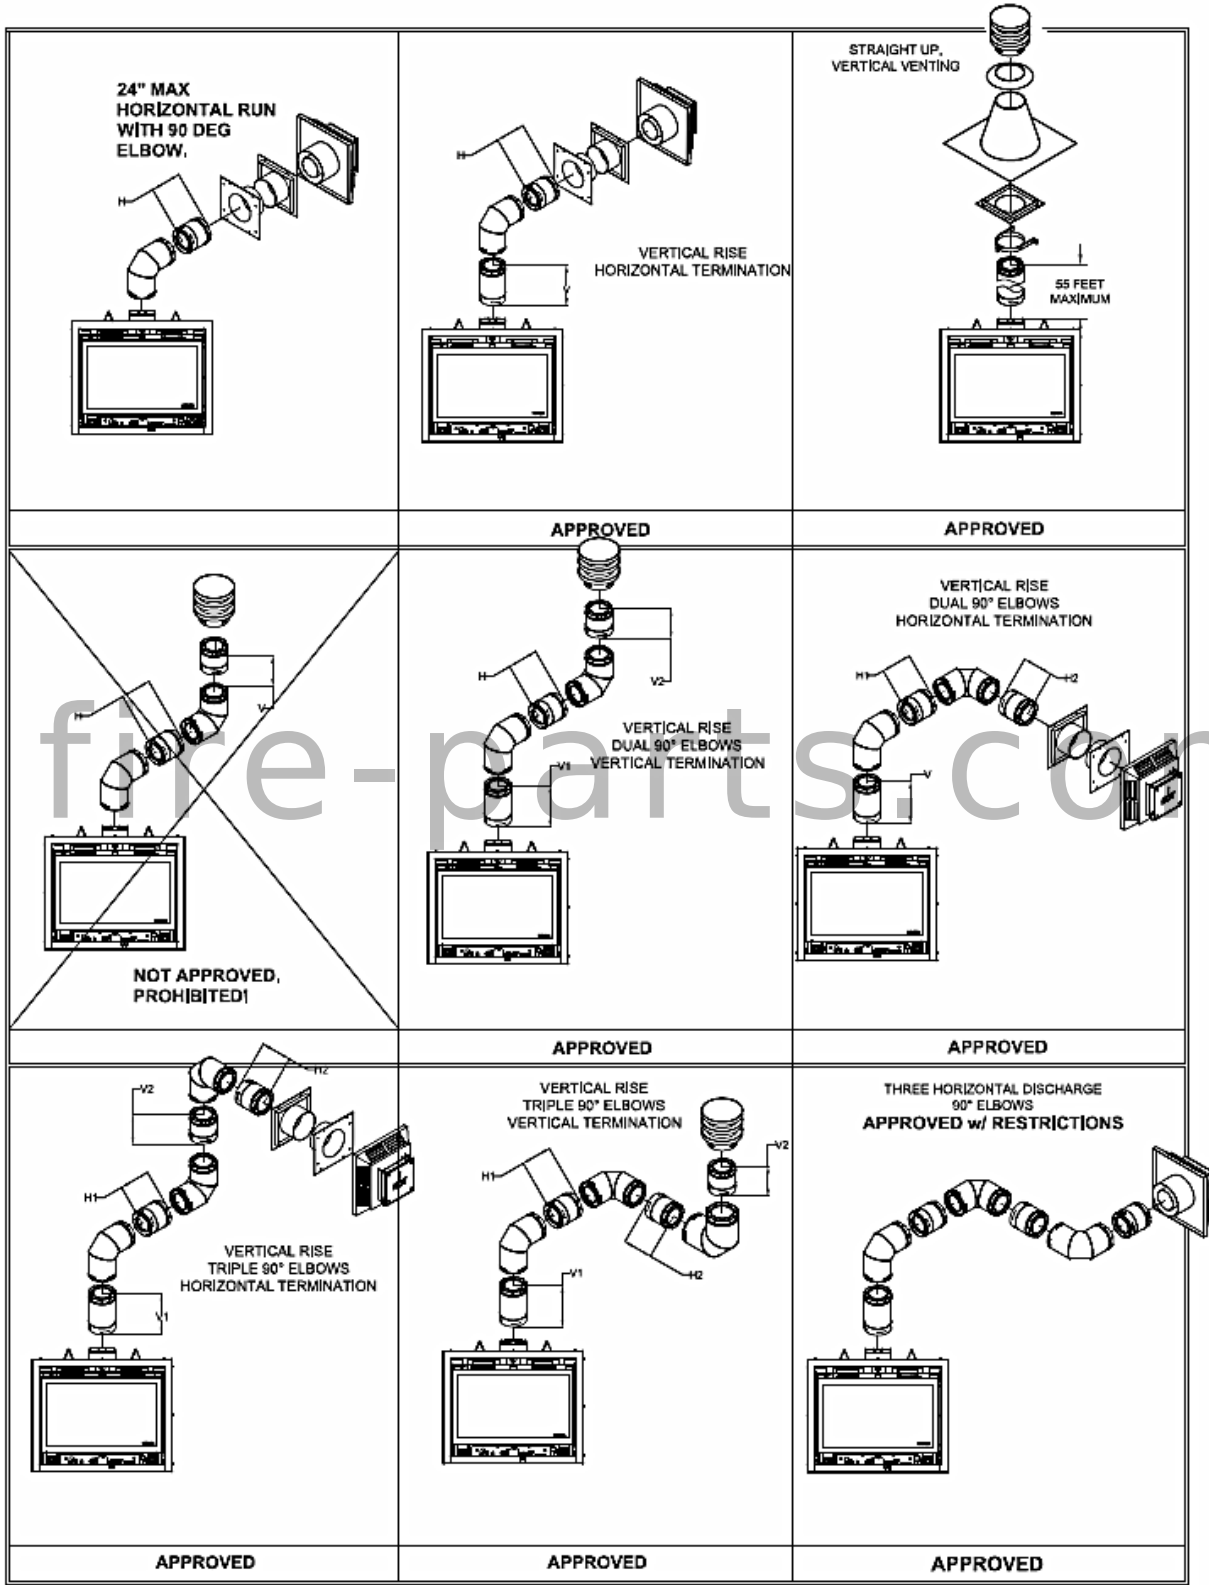 24" MAX
HORIZONTAL RUN
WITH 90 DEG
ELBOW.
H
H
VERTICAL RISE
HORIZONTAL TERMINATION
V
APPROVED
STRAIGHT UP,
VERTICAL VENTING
55 FEET
MAXIMUM
APPROVED
H
V
NOT APPROVED,
PROHIBITED!
H
V2
VERTICAL RISE
DUAL 90° ELBOWS
VERTICAL TERMINATION
V1
APPROVED
VERTICAL RISE
DUAL 90° ELBOWS
HORIZONTAL TERMINATION
H1
H2
V
APPROVED
fire-parts.com
V2
H2
H1
VERTICAL RISE
TRIPLE 90° ELBOWS
HORIZONTAL TERMINATION
V1
APPROVED
VERTICAL RISE
TRIPLE 90° ELBOWS
VERTICAL TERMINATION
V2
H1
H2
V1
APPROVED
THREE HORIZONTAL DISCHARGE
90° ELBOWS
APPROVED w/ RESTRICTIONS
APPROVED